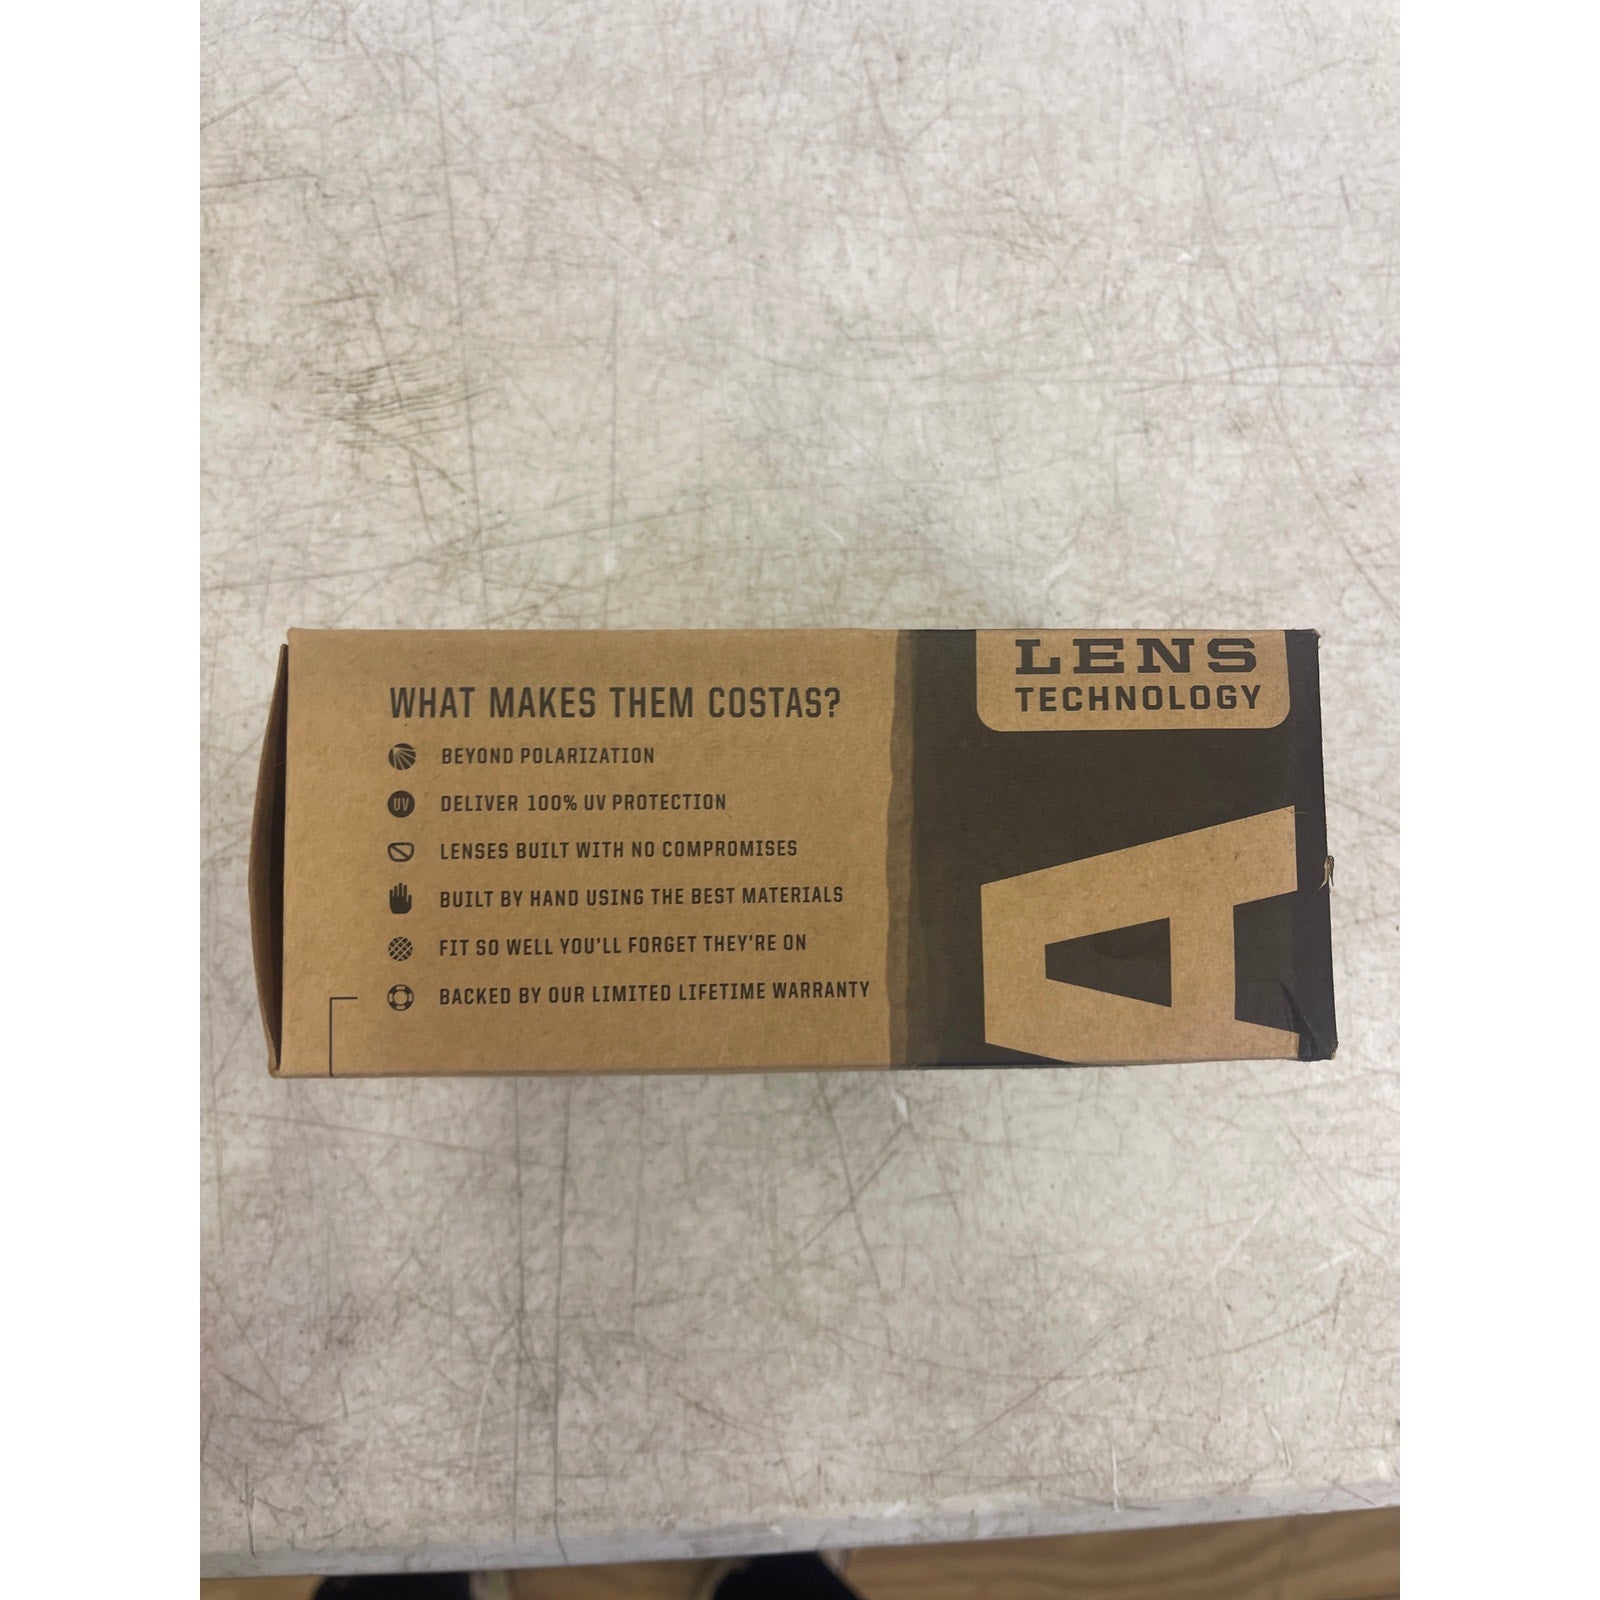 WHAT MAKES THEM COSTAS?
BEYOND POLARIZATION
UV
DELIVER 100% UV PROTECTION
LENSES BUILT WITH NO COMPROMISES
BUILT BY HAND USING THE BEST MATERIALS
FIT SO WELL YOU'LL FORGET THEY'RE ON
BACKED BY OUR LIMITED LIFETIME WARRANTY
LENS
TECHNOLOGY
A